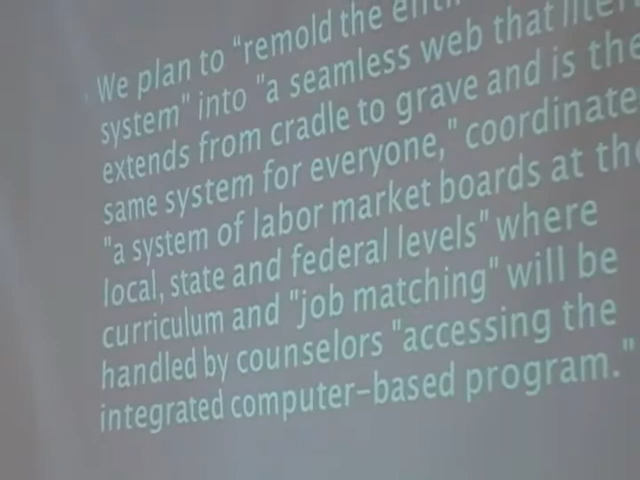 We plan to "remold the
system" into "a seamless web that
extends from cradle to grave and is the
same system for everyone," coordinate
"a system of labor market boards at the
local, state and federal levels" where
curriculum and "job matching" will be
handled by counselors "accessing the
integrated computer-based program."